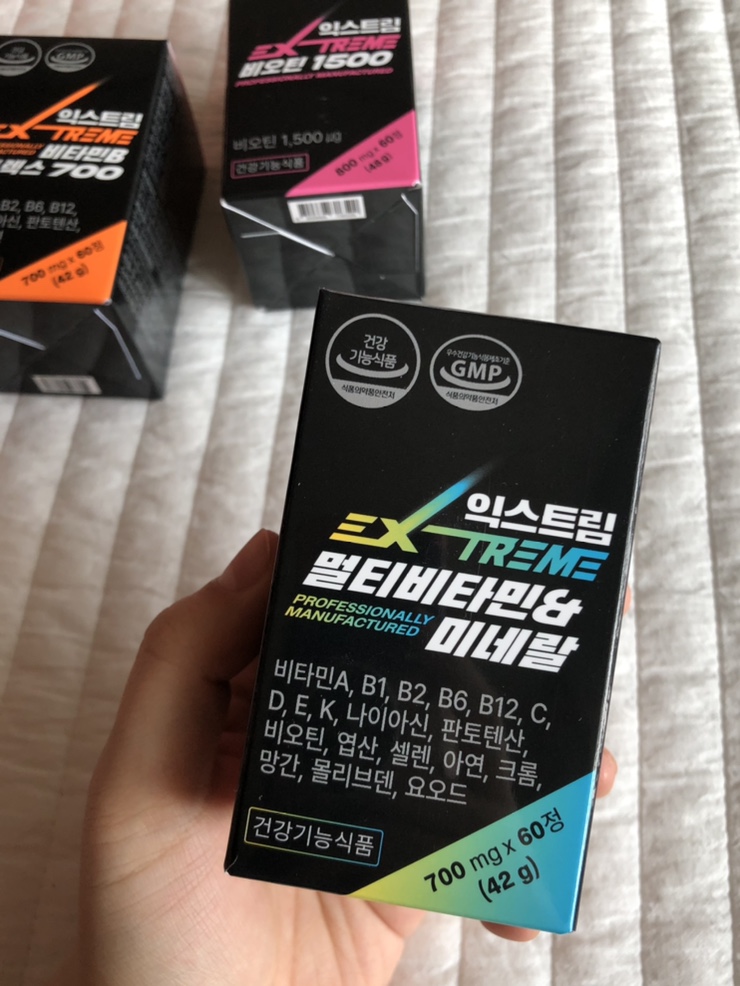 익스트림
EXTREME
비오틴 1500
PROFESSIONALLY MANUFACTURED
비오틴 1,500 μg
건강기능식품
800 mg x 60정
(48 g)
GMP
익스트림
EXTREME
비타민B
700
B2, B6, B12,
판토텐산,
700 mg x 60정
(42 g)
건강
기능식품
식품의약품안전처
우수건강기능식품제조기준
GMP
식품의약품안전처
익스트림
EXTREME
멀티비타민&
PROFESSIONALLY
MANUFACTURED
미네랄
비타민A, B1, B2, B6, B12, C,
D, E, K, 나이아신, 판토텐산,
비오틴, 엽산, 셀렌, 아연, 크롬,
망간, 몰리브덴, 요오드
건강기능식품
700 mg x 60정
(42 g)